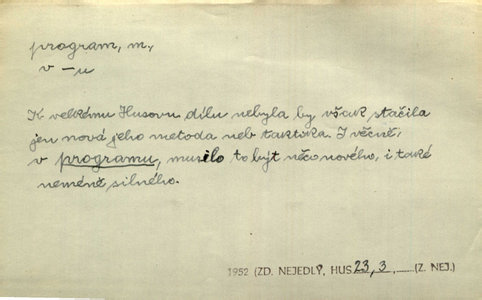 program, m.,
v -u
K velkému Husovu dílu nebyla by však stačila
jen nová jeho metoda neb taktika. I věcně,
v programu, musilo to být něco nového, i také
neméně silného.
1952 (ZD. NEJEDLÝ, HUS 23, 3, ......(Z. NEJ.)